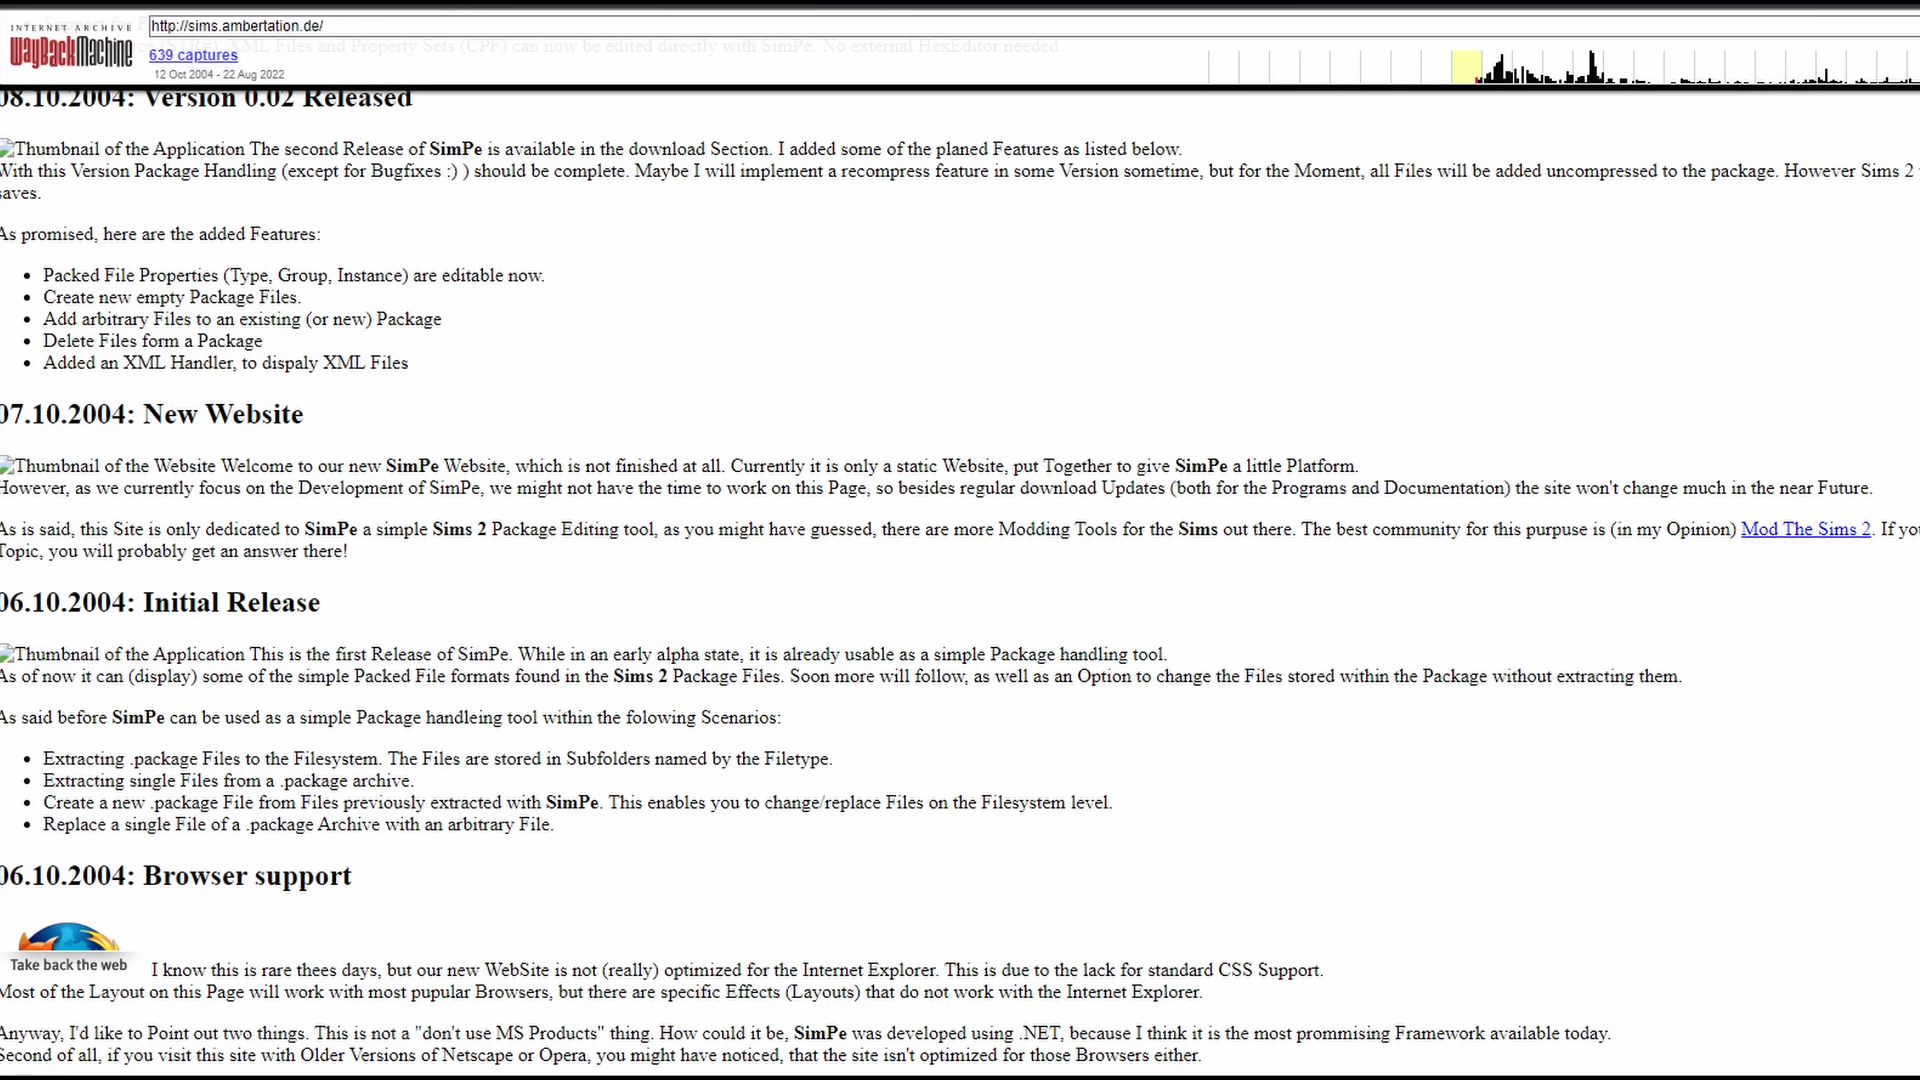 INTERNET ARCHIVE
WayBackMachine
http://sims.ambertation.de/
(STR#), XML Files and Property Sets (CPF) can now be edited directly with SimPe. No external HexEditor needed.
639 captures
12 Oct 2004 - 22 Aug 2022
08.10.2004: Version 0.02 Released
Thumbnail of the Application The second Release of SimPe is available in the download Section. I added some of the planed Features as listed below.
With this Version Package Handling (except for Bugfixes :) ) should be complete. Maybe I will implement a recompress feature in some Version sometime, but for the Moment, all Files will be added uncompressed to the package. However Sims 2
saves.
As promised, here are the added Features:
• Packed File Properties (Type, Group, Instance) are editable now.
• Create new empty Package Files.
• Add arbitrary Files to an existing (or new) Package
• Delete Files form a Package
• Added an XML Handler, to dispaly XML Files
07.10.2004: New Website
Thumbnail of the Website Welcome to our new SimPe Website, which is not finished at all. Currently it is only a static Website, put Together to give SimPe a little Platform.
However, as we currently focus on the Development of SimPe, we might not have the time to work on this Page, so besides regular download Updates (both for the Programs and Documentation) the site won't change much in the near Future.
As is said, this Site is only dedicated to SimPe a simple Sims 2 Package Editing tool, as you might have guessed, there are more Modding Tools for the Sims out there. The best community for this purpuse is (in my Opinion) Mod The Sims 2. If you
Topic, you will probably get an answer there!
06.10.2004: Initial Release
Thumbnail of the Application This is the first Release of SimPe. While in an early alpha state, it is already usable as a simple Package handling tool.
As of now it can (display) some of the simple Packed File formats found in the Sims 2 Package Files. Soon more will follow, as well as an Option to change the Files stored within the Package without extracting them.
As said before SimPe can be used as a simple Package handleing tool within the folowing Scenarios:
• Extracting .package Files to the Filesystem. The Files are stored in Subfolders named by the Filetype.
• Extracting single Files from a .package archive.
• Create a new .package File from Files previously extracted with SimPe. This enables you to change/replace Files on the Filesystem level.
• Replace a single File of a .package Archive with an arbitrary File.
06.10.2004: Browser support
Take back the web
I know this is rare thees days, but our new WebSite is not (really) optimized for the Internet Explorer. This is due to the lack for standard CSS Support.
Most of the Layout on this Page will work with most pupular Browsers, but there are specific Effects (Layouts) that do not work with the Internet Explorer.
Anyway, I'd like to Point out two things. This is not a "don't use MS Products" thing. How could it be, SimPe was developed using .NET, because I think it is the most prommising Framework available today.
Second of all, if you visit this site with Older Versions of Netscape or Opera, you might have noticed, that the site isn't optimized for those Browsers either.